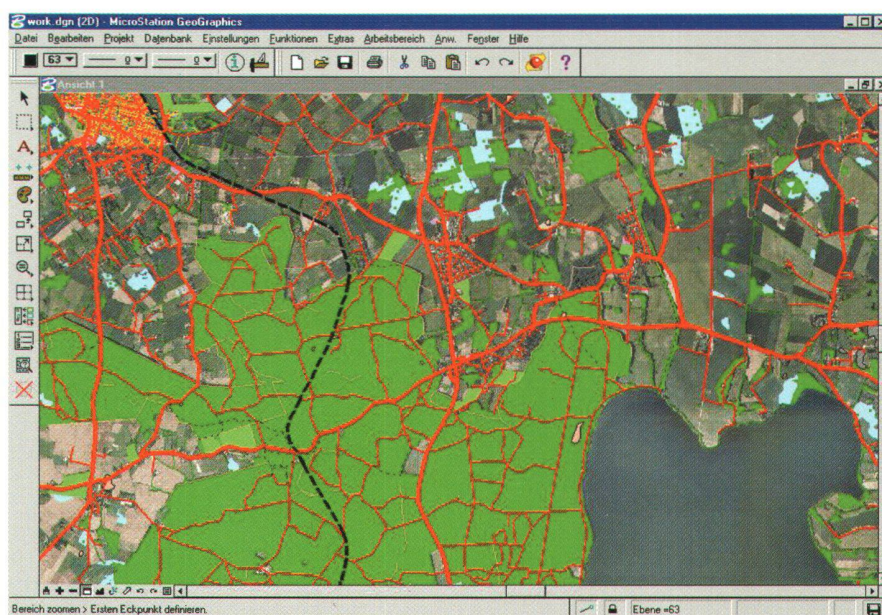 work.dgn (2D) - MicroStation GeoGraphics
Datei Bearbeiten Projekt Datenbank Einstellungen Funktionen Extras Arbeitsbereich Anw. Fenster Hilfe
63 0 0
Ansicht 1
Bereich zoomen > Ersten Eckpunkt definieren. Ebene =63